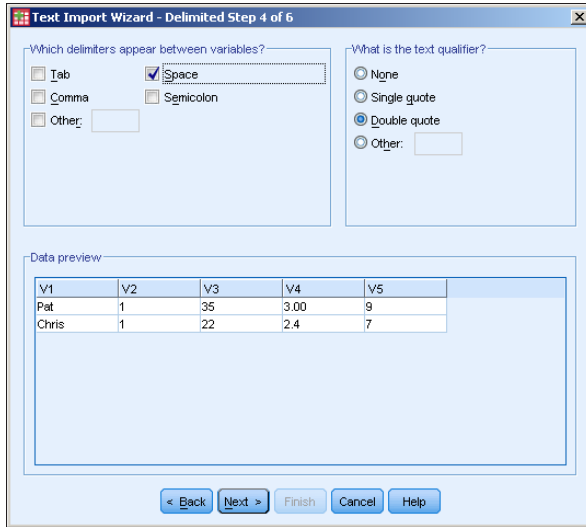 Text Import Wizard - Delimited Step 4 of 6
Which delimiters appear between variables?
Tab
Space
Comma
Semicolon
Other:
What is the text qualifier?
None
Single quote
Double quote
Other:
Data preview
V1 V2 V3 V4 V5
Pat 1 35 3.00 9
Chris 1 22 2.4 7
< Back Next > Finish Cancel Help